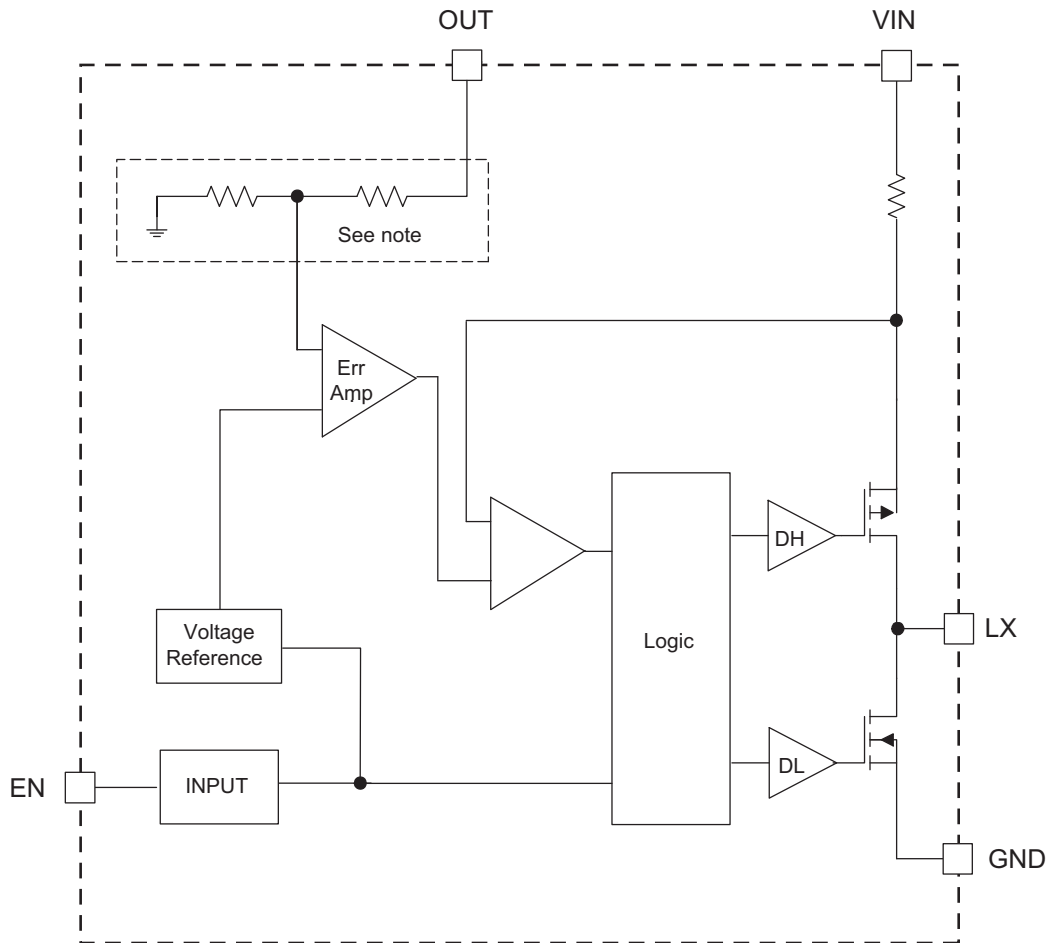 OUT
VIN
See note
Err
Amp
DH
Voltage
Reference
Logic
LX
EN
INPUT
DL
GND